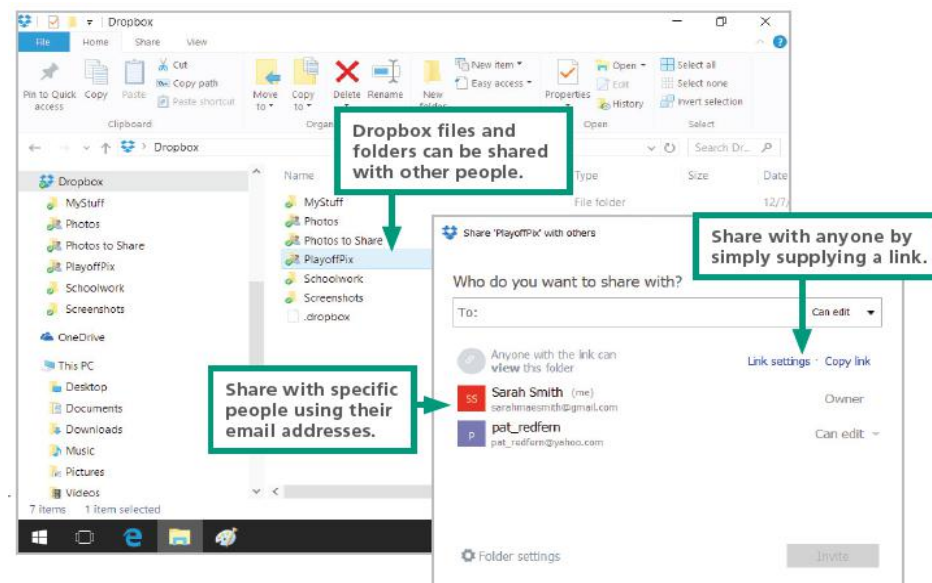 Dropbox
File Home Share View
Pin to Quick access
Copy
Paste
Cut
Copy path
Paste shortcut
Clipboard
Move to
Copy to
Delete
Rename
New
New item
Easy access
Properties
Open
Edit
History
Open
Select all
Select none
Invert selection
Select
Dropbox files and
folders can be shared
with other people.
Dropbox
Search Dr...
Dropbox
MyStuff
Photos
Photos to Share
PlayoffPix
Schoolwork
Screenshots
OneDrive
This PC
Desktop
Documents
Downloads
Music
Pictures
Videos
7 items 1 item selected
Name Type Size Date
MyStuff File folder 12/7/
Photos
Photos to Share
PlayoffPix
Schoolwork
Screenshots
.dropbox
Share with specific
people using their
email addresses.
Share 'PlayoffPix' with others
Share with anyone by
simply supplying a link.
Who do you want to share with?
To: Can edit
Anyone with the link can
view this folder
Link settings · Copy link
SS
Sarah Smith (me)
sarahmaesmith@gmail.com
Owner
p
pat_redfern
pat_redfern@yahoo.com
Can edit
Folder settings
Invite